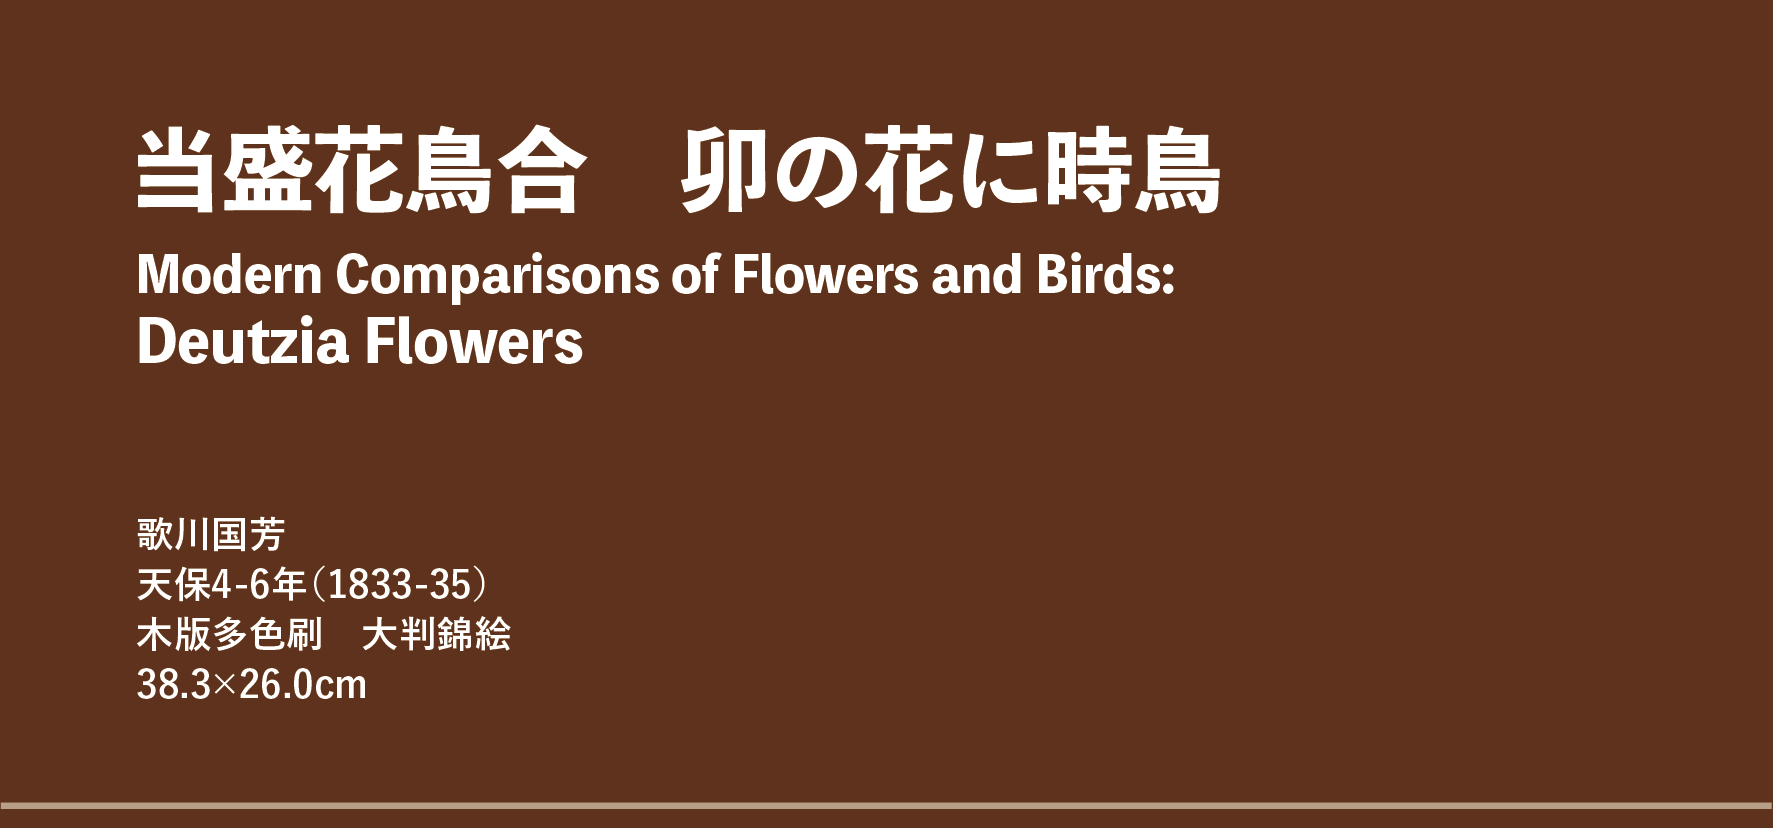 当盛花鳥合　卯の花に時鳥
Modern Comparisons of Flowers and Birds:
Deutzia Flowers
歌川国芳
天保4-6年（1833-35）
木版多色刷　大判錦絵
38.3×26.0cm